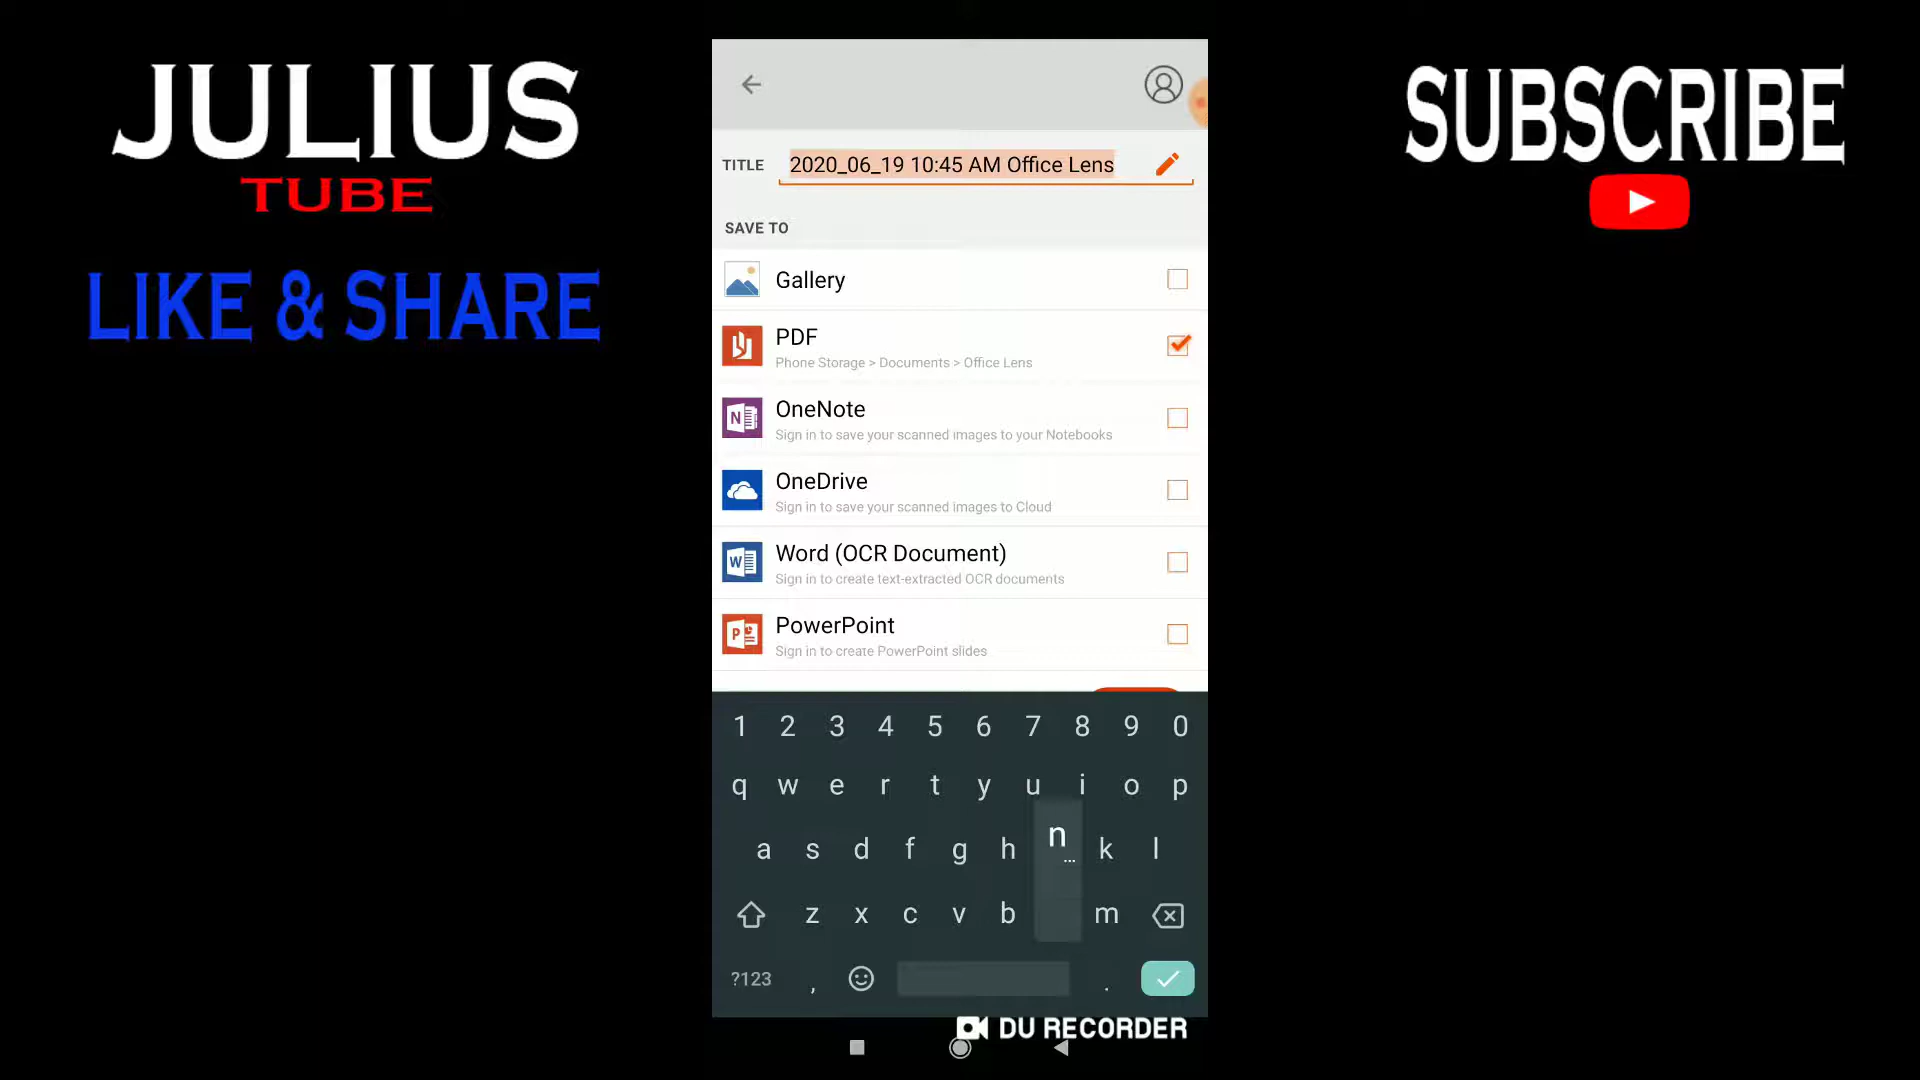 JULIUS
TUBE
LIKE & SHARE
SUBSCRIBE
TITLE 2020_06_19 10:45 AM Office Lens
SAVE TO
Gallery
PDF
Phone Storage > Documents > Office Lens
OneNote
Sign in to save your scanned images to your Notebooks
OneDrive
Sign in to save your scanned images to Cloud
Word (OCR Document)
Sign in to create text-extracted OCR documents
PowerPoint
Sign in to create PowerPoint slides
1 2 3 4 5 6 7 8 9 0
q w e r t y u i o p
a s d f g h n k l
z x c v b m
?123 , .
DU RECORDER